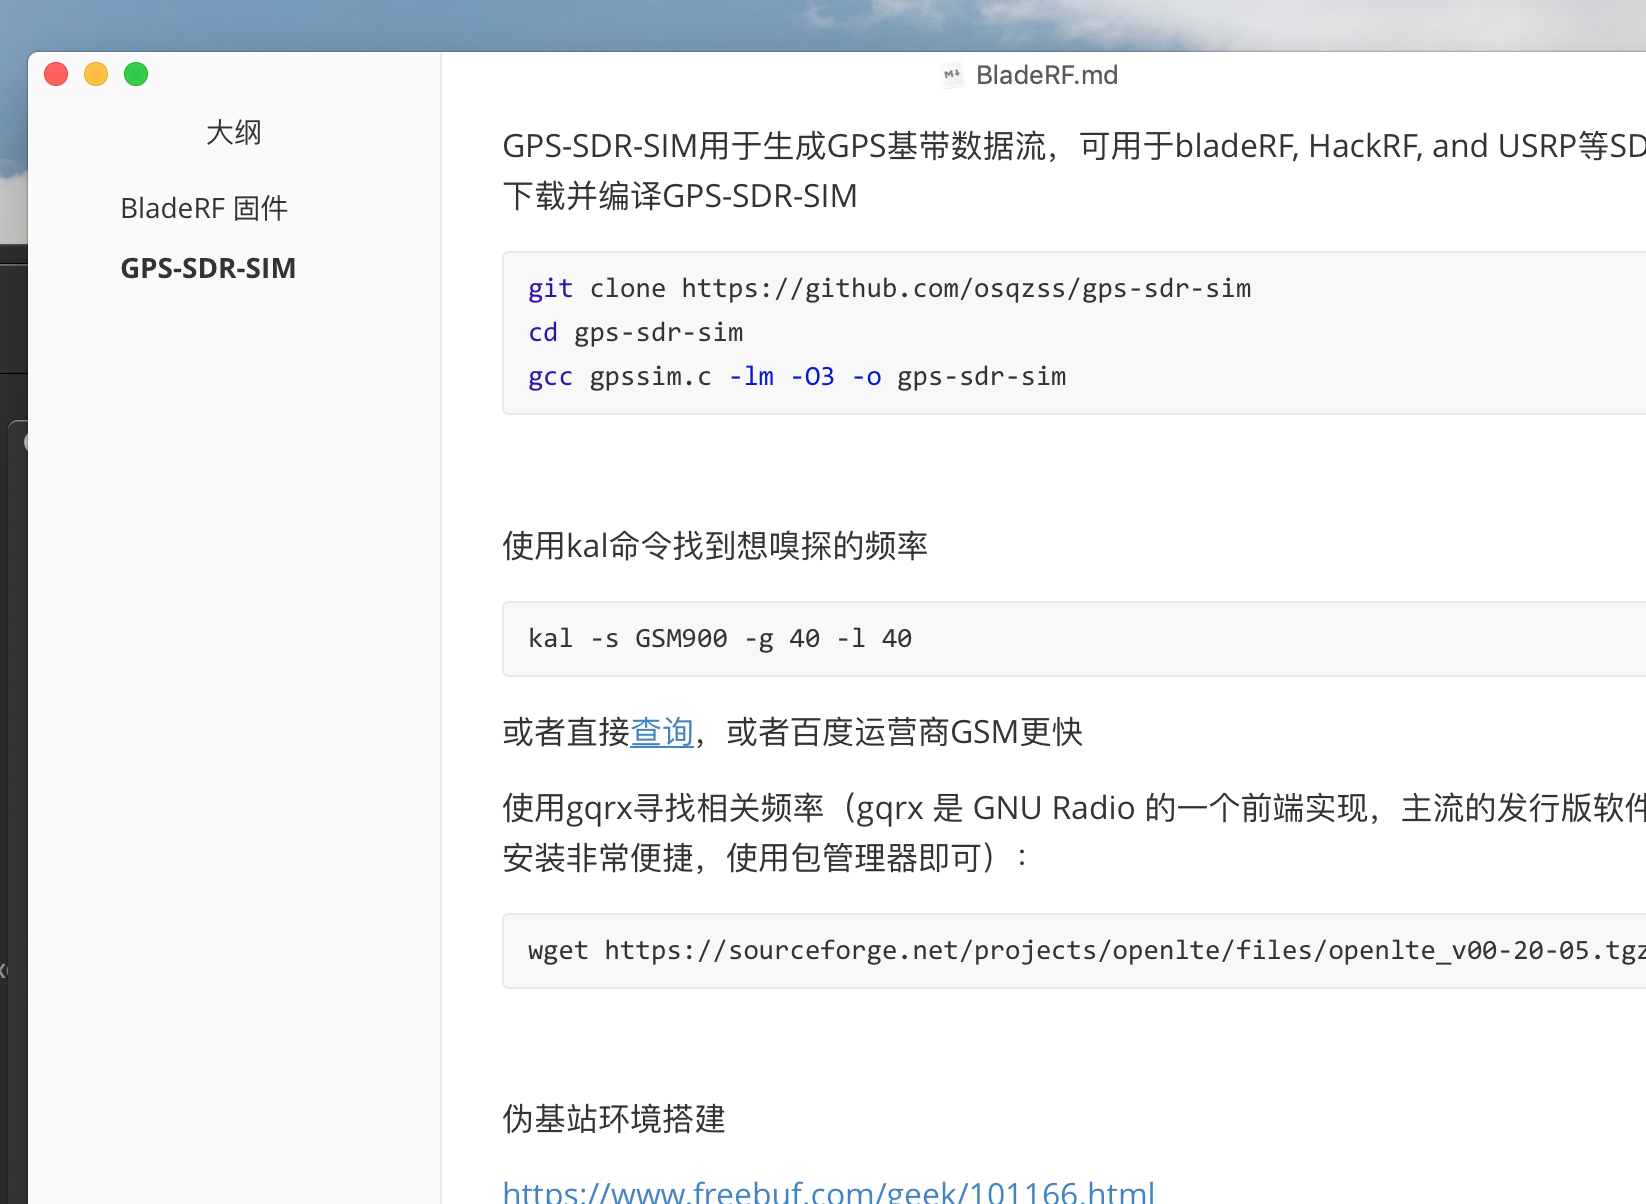 BladeRF.md
大纲
BladeRF 固件
GPS-SDR-SIM
GPS-SDR-SIM用于生成GPS基带数据流，可用于bladeRF, HackRF, and USRP等SD
下载并编译GPS-SDR-SIM
git clone https://github.com/osqzss/gps-sdr-sim
cd gps-sdr-sim
gcc gpssim.c -lm -O3 -o gps-sdr-sim
使用kal命令找到想嗅探的频率
kal -s GSM900 -g 40 -l 40
或者直接查询，或者百度运营商GSM更快
使用gqrx寻找相关频率（gqrx 是 GNU Radio 的一个前端实现，主流的发行版软件
安装非常便捷，使用包管理器即可）：
wget https://sourceforge.net/projects/openlte/files/openlte_v00-20-05.tgz
伪基站环境搭建
https://www.freebuf.com/geek/101166.html